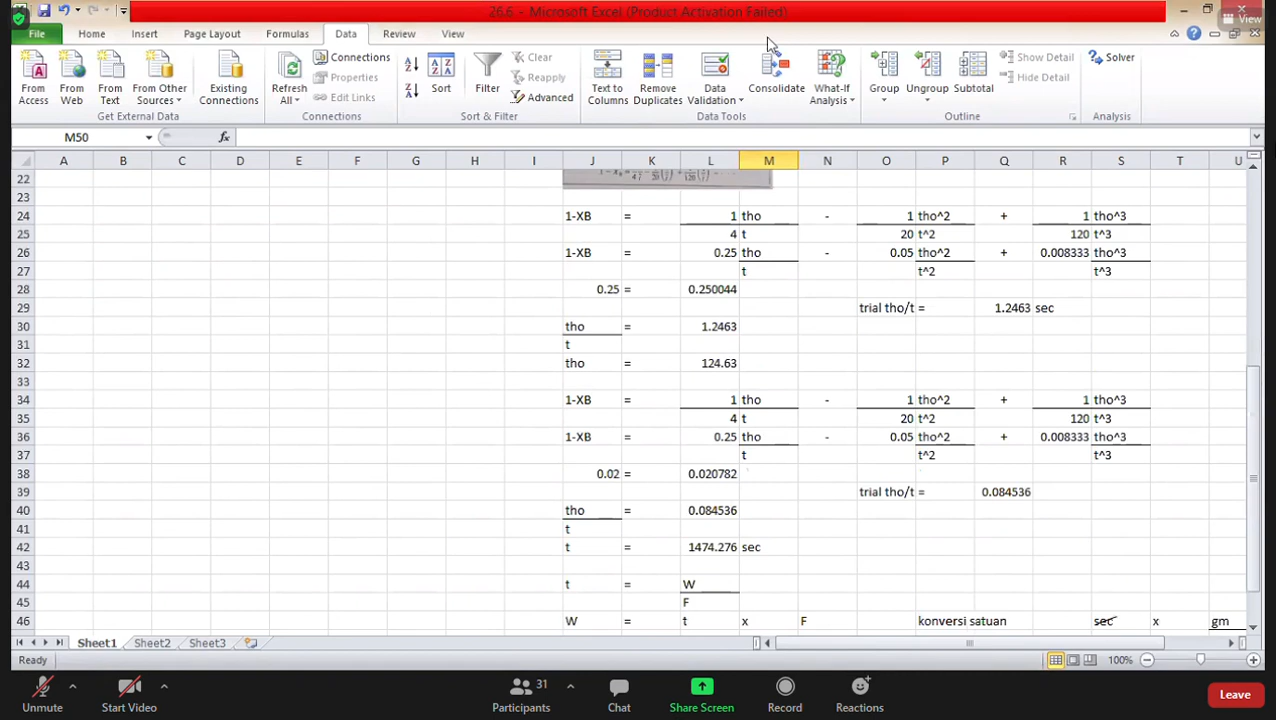 26.6 - Microsoft Excel (Product Activation Failed)
View
File Home Insert Page Layout Formulas Data Review View
From Access
From Web
From Text
From Other Sources
Existing Connections
Get External Data
Refresh All
Connections
Properties
Edit Links
Connections
Sort
Filter
Clear
Reapply
Advanced
Sort & Filter
Text to Columns
Remove Duplicates
Data Validation
Consolidate
What-If Analysis
Data Tools
Group
Ungroup
Subtotal
Show Detail
Hide Detail
Outline
Solver
Analysis
M50 fx
A B C D E F G H I J K L M N O P Q R S T U
22
23
24 1-XB = 1 tho - 1 tho^2 + 1 tho^3
25 4 t 20 t^2 120 t^3
26 1-XB = 0.25 tho - 0.05 tho^2 + 0.008333 tho^3
27 t t^2 t^3
28 0.25 = 0.250044
29 trial tho/t = 1.2463 sec
30 tho = 1.2463
31 t
32 tho = 124.63
33
34 1-XB = 1 tho - 1 tho^2 + 1 tho^3
35 4 t 20 t^2 120 t^3
36 1-XB = 0.25 tho - 0.05 tho^2 + 0.008333 tho^3
37 t t^2 t^3
38 0.02 = 0.020782
39 trial tho/t = 0.084536
40 tho = 0.084536
41 t
42 t = 1474.276 sec
43
44 t = W
45 F
46 W = t x F konversi satuan sec x gm
Sheet1 Sheet2 Sheet3
Ready 100%
Unmute Start Video Participants 31 Chat Share Screen Record Reactions Leave